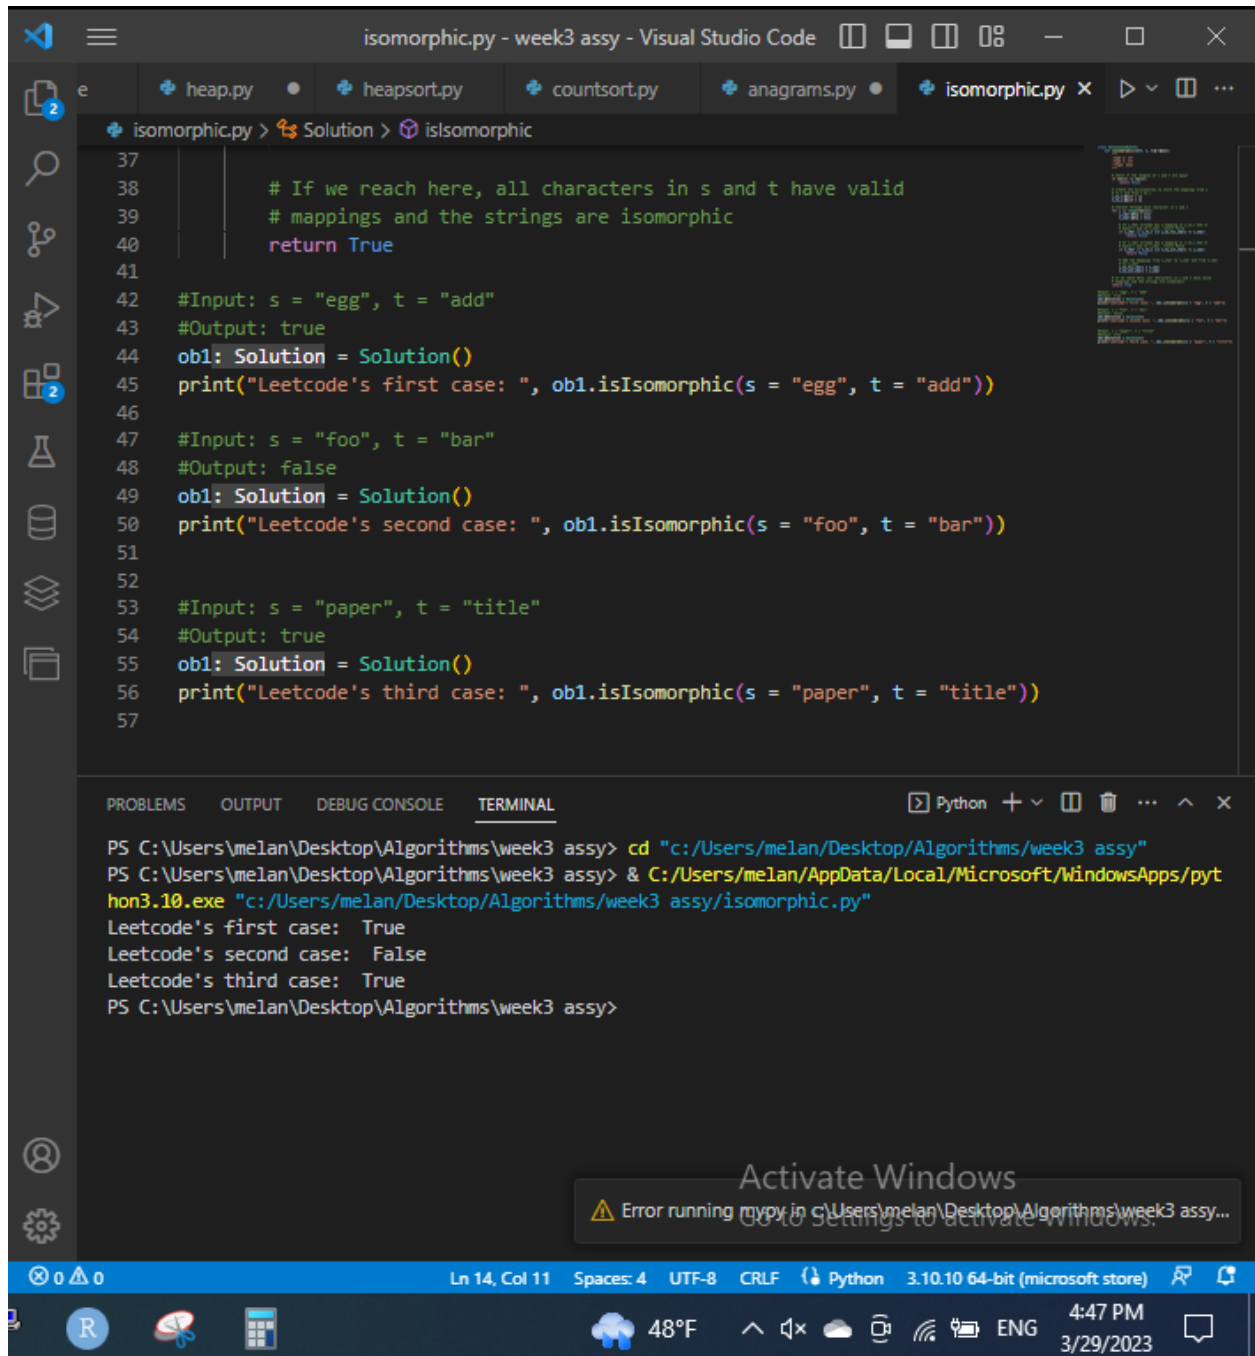 isomorphic.py - week3 assy - Visual Studio Code
e heap.py heapsort.py countsort.py anagrams.py isomorphic.py
isomorphic.py > Solution > isIsomorphic
37
38 # If we reach here, all characters in s and t have valid
39 # mappings and the strings are isomorphic
40 return True
41
42 #Input: s = "egg", t = "add"
43 #Output: true
44 ob1: Solution = Solution()
45 print("Leetcode's first case: ", ob1.isIsomorphic(s = "egg", t = "add"))
46
47 #Input: s = "foo", t = "bar"
48 #Output: false
49 ob1: Solution = Solution()
50 print("Leetcode's second case: ", ob1.isIsomorphic(s = "foo", t = "bar"))
51
52
53 #Input: s = "paper", t = "title"
54 #Output: true
55 ob1: Solution = Solution()
56 print("Leetcode's third case: ", ob1.isIsomorphic(s = "paper", t = "title"))
57
PROBLEMS OUTPUT DEBUG CONSOLE TERMINAL Python
PS C:\Users\melan\Desktop\Algorithms\week3 assy> cd "c:/Users/melan/Desktop/Algorithms/week3 assy"
PS C:\Users\melan\Desktop\Algorithms\week3 assy> & C:/Users/melan/AppData/Local/Microsoft/WindowsApps/pyt
hon3.10.exe "c:/Users/melan/Desktop/Algorithms/week3 assy/isomorphic.py"
Leetcode's first case:  True
Leetcode's second case:  False
Leetcode's third case:  True
PS C:\Users\melan\Desktop\Algorithms\week3 assy>
Activate Windows
Go to Settings to activate Windows.
Error running mypy in c:\Users\melan\Desktop\Algorithms\week3 assy...
0 0 Ln 14, Col 11 Spaces: 4 UTF-8 CRLF Python 3.10.10 64-bit (microsoft store)
R 48°F ENG 4:47 PM
3/29/2023
2
2